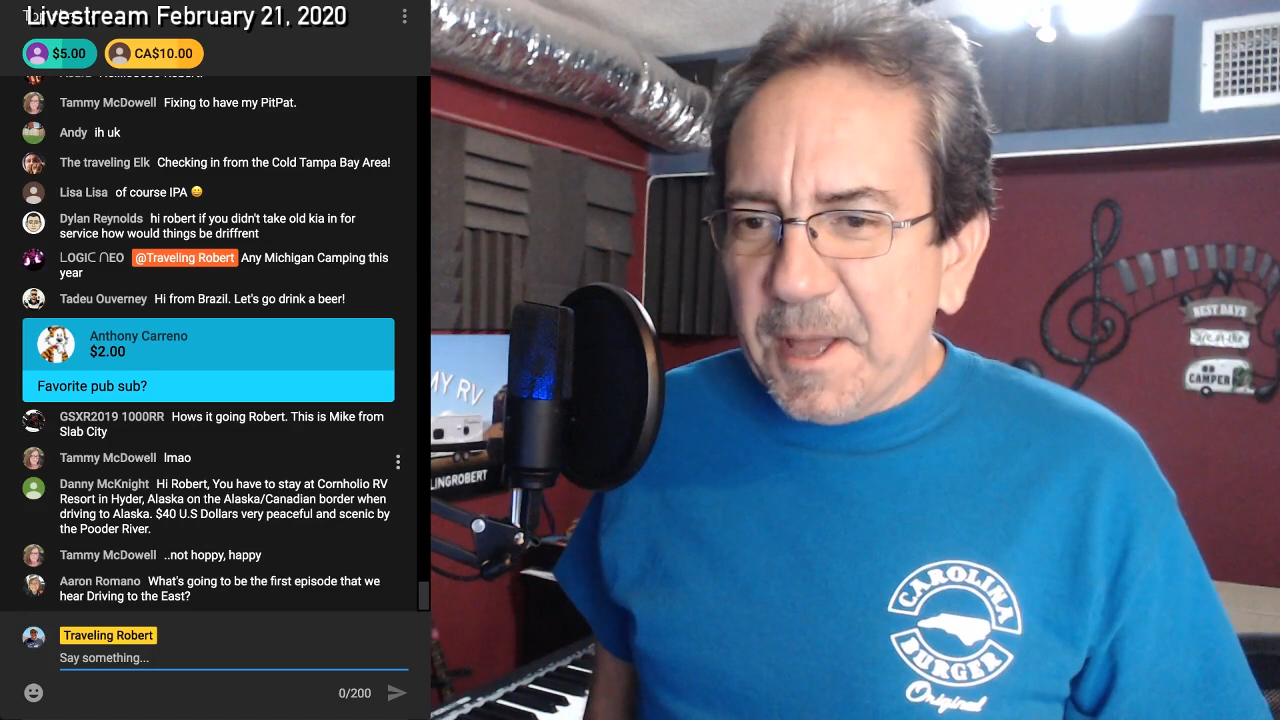 Livestream February 21, 2020
$5.00 CA$10.00
Tammy McDowell Fixing to have my PitPat.
Andy ih uk
The traveling Elk Checking in from the Cold Tampa Bay Area!
Lisa Lisa of course IPA 😄
Dylan Reynolds hi robert if you didn't take old kia in for
service how would things be driffrent
LOGIC NEO @Traveling Robert Any Michigan Camping this
year
Tadeu Ouverney Hi from Brazil. Let's go drink a beer!
Anthony Carreno
$2.00
Favorite pub sub?
GSXR2019 1000RR Hows it going Robert. This is Mike from
Slab City
Tammy McDowell lmao
Danny McKnight Hi Robert, You have to stay at Cornholio RV
Resort in Hyder, Alaska on the Alaska/Canadian border when
driving to Alaska. $40 U.S Dollars very peaceful and scenic by
the Pooder River.
Tammy McDowell ..not hoppy, happy
Aaron Romano What's going to be the first episode that we
hear Driving to the East?
Traveling Robert
Say something...
0/200
MY RV
LINGROBERT
BEST DAYS
CAMPER
CAROLINA
BURGER
Original